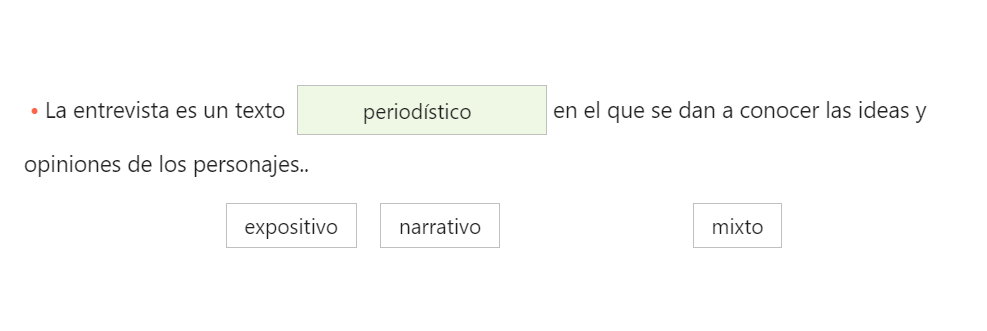 • La entrevista es un texto periodístico en el que se dan a conocer las ideas y
opiniones de los personajes..
expositivo narrativo mixto